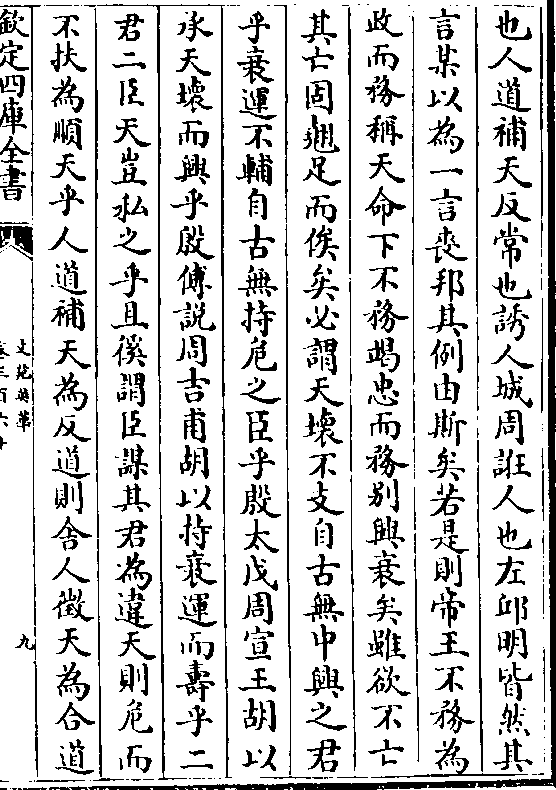 也人道補天反常也誘人城周誑人也左邱明皆然其
言某以為一言喪邦其例由斯矣若是則帝王不務為
政而務稱天命下不務竭忠而務别興衰矣雖欲不亡
其亡固翹足而俟矣必謂天壊不支自古無中興之君
乎衰運不輔自古無持危之臣乎殷太戊周宣王胡以
承天壊而興乎殷傅説周吉甫胡以持衰運而壽乎二
君二臣天豈私之乎且徯謂臣謀其君為違天則危而
不扶為順天乎人道補天為反道則舍人徵天為合道
欽定四庫全書
文苑英華
卷三百六十
九